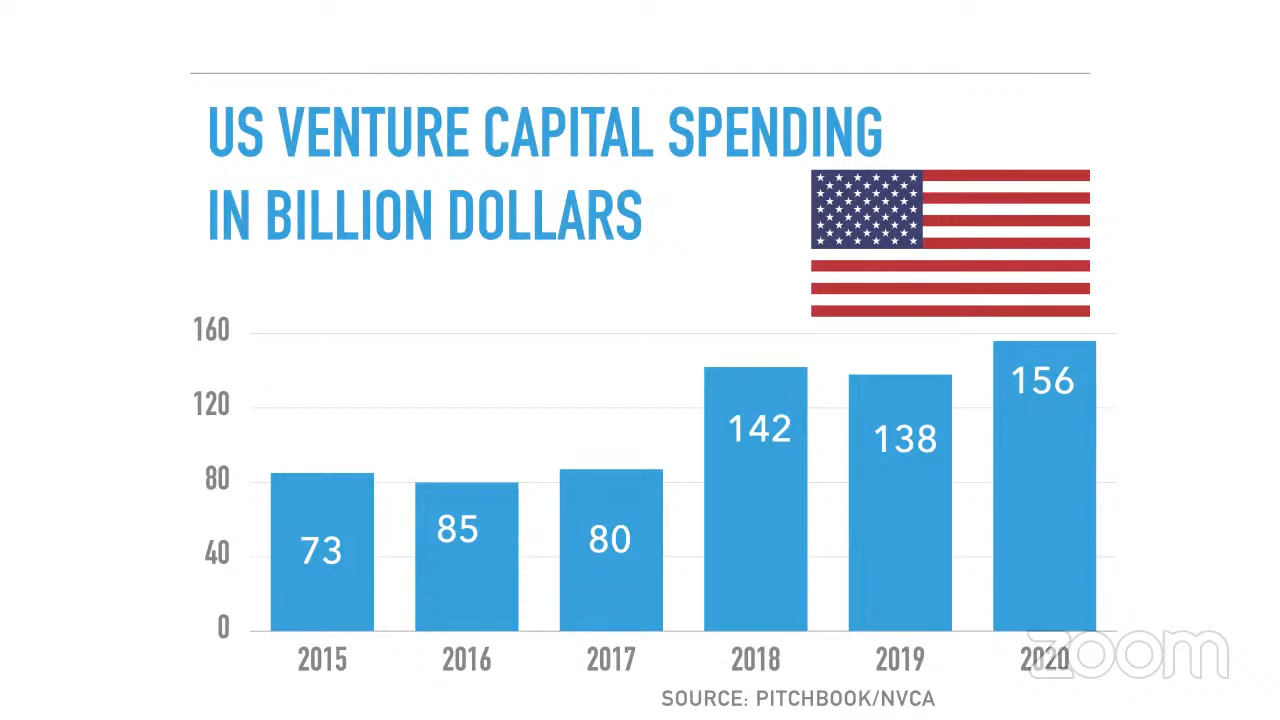 US VENTURE CAPITAL SPENDING
IN BILLION DOLLARS
160
120
80
40
0
73
85
80
142
138
156
2015 2016 2017 2018 2019 2020
zoom
SOURCE: PITCHBOOK/NVCA